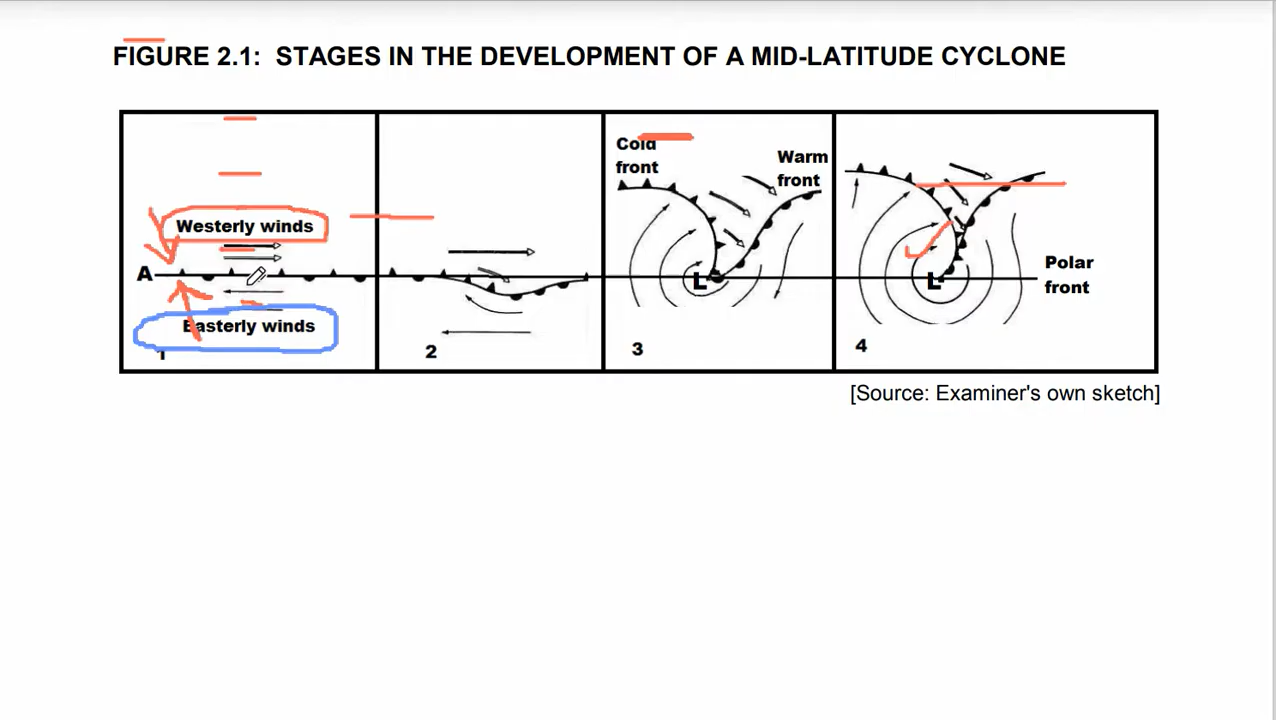 FIGURE 2.1: STAGES IN THE DEVELOPMENT OF A MID-LATITUDE CYCLONE
Cold
front
Warm
front
Westerly winds
A
Easterly winds
1
2
3
4
L
L
Polar
front
[Source: Examiner's own sketch]